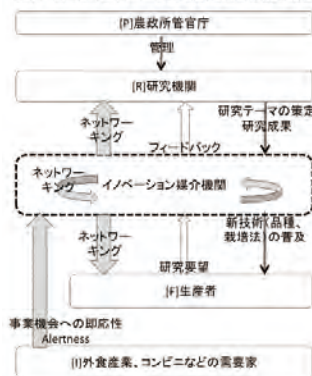 [P]農政所管官庁
管理
[R]研究機関
ネットワー
キング
研究テーマの策定
研究成果
フィードバック
ネットワー
キング
イノベーション媒介機関
ネットワー
キング
新技術(品種、
栽培法)の普及
研究要望
[F]生産者
事業機会への即応性
Alertness
[I]外食産業、コンビニなどの需要家